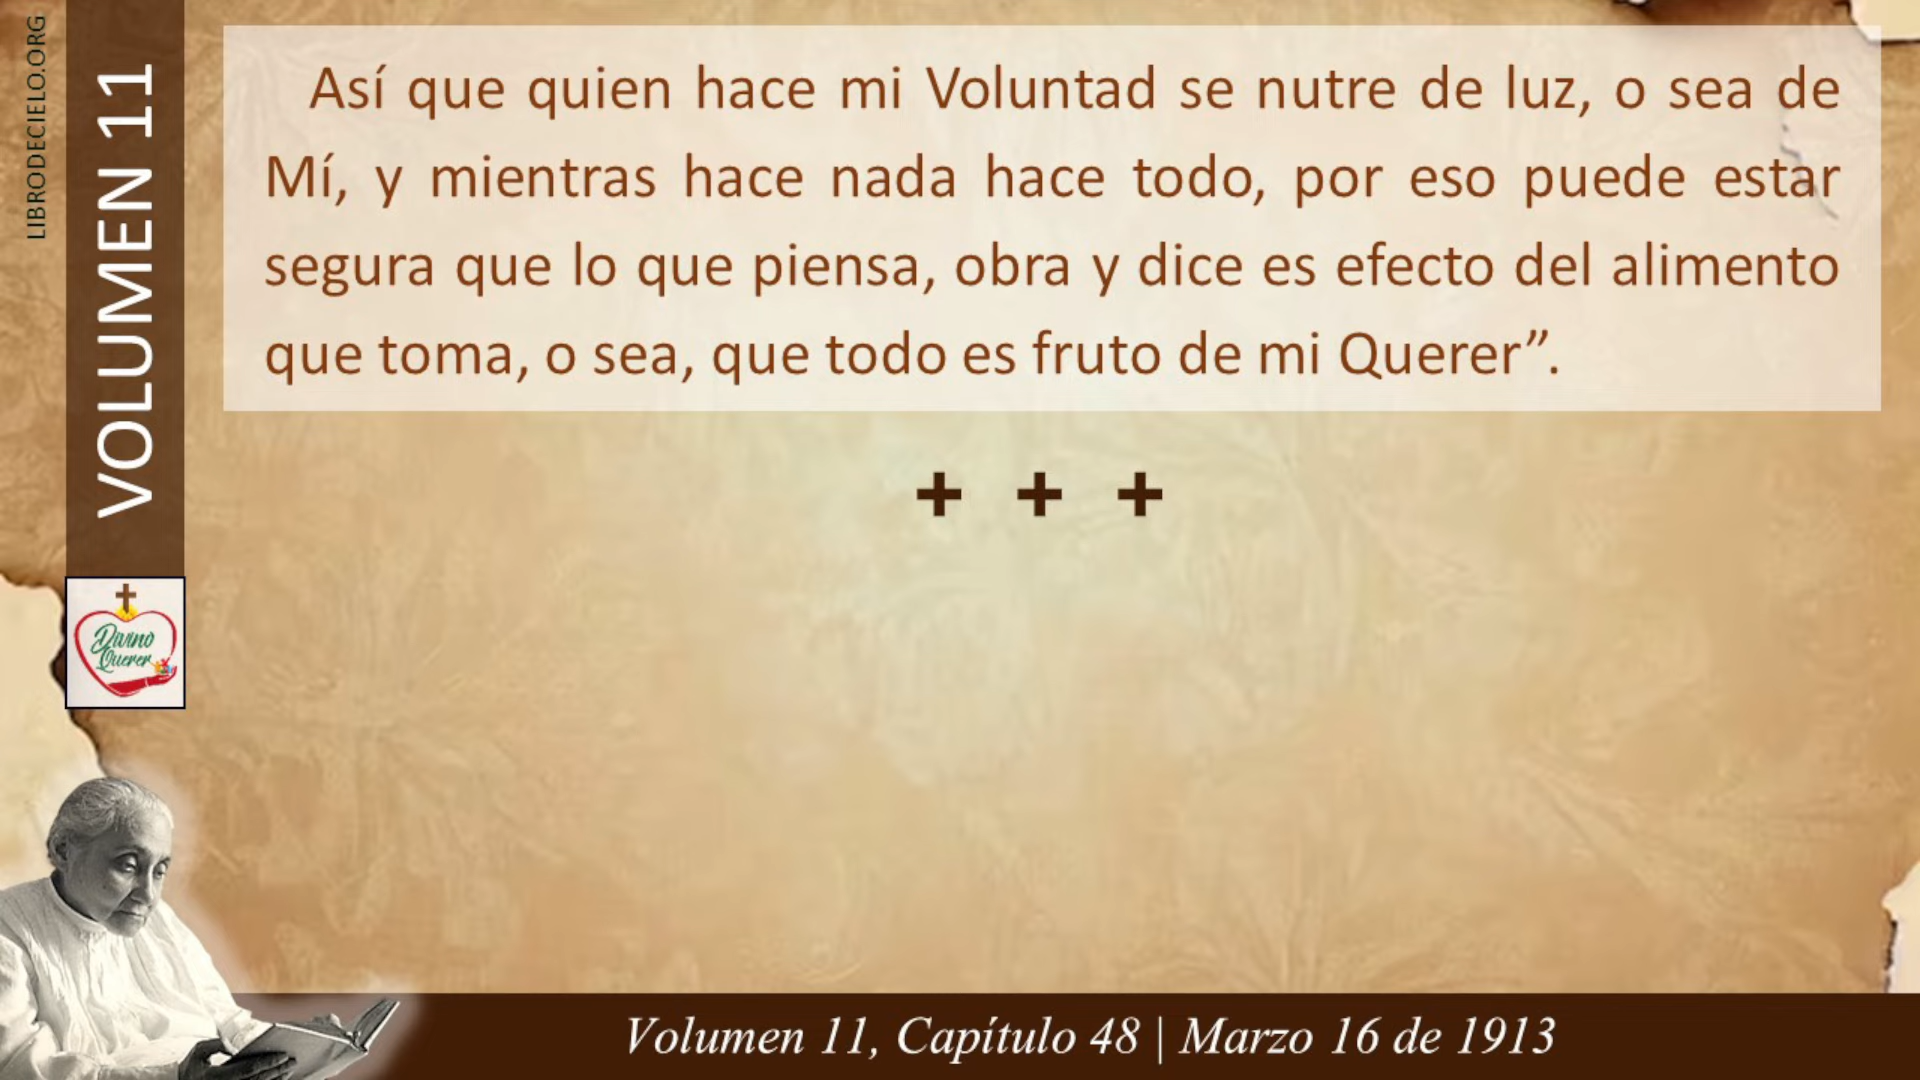 LIBRODECIELO.ORG
VOLUMEN 11
Así que quien hace mi Voluntad se nutre de luz, o sea de
Mí, y mientras hace nada hace todo, por eso puede estar
segura que lo que piensa, obra y dice es efecto del alimento
que toma, o sea, que todo es fruto de mi Querer”.
+ + +
Divino
Querer
Volumen 11, Capítulo 48 | Marzo 16 de 1913